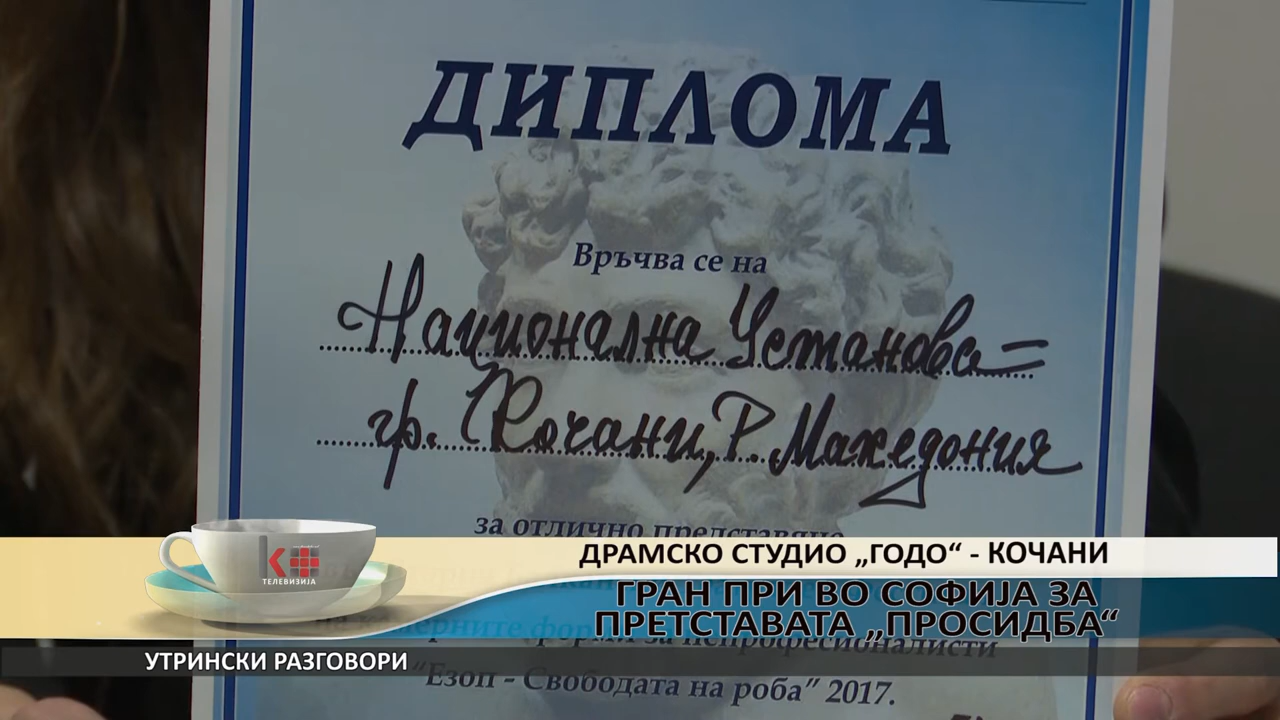 ДИПЛОМА
Връчва се на
Национална Установа =
гр. Кочани, Р. Македония
за отлично представяне
ДРАМСКО СТУДИО „ГОДО“ - КОЧАНИ
ГРАН ПРИ ВО СОФИЈА ЗА
ПРЕТСТАВАТА „ПРОСИДБА“
на камерните форми за непрофесионалисти
K+
ТЕЛЕВИЗИЈА
УТРИНСКИ РАЗГОВОРИ
“Езоп - Свободата на роба” 2017.